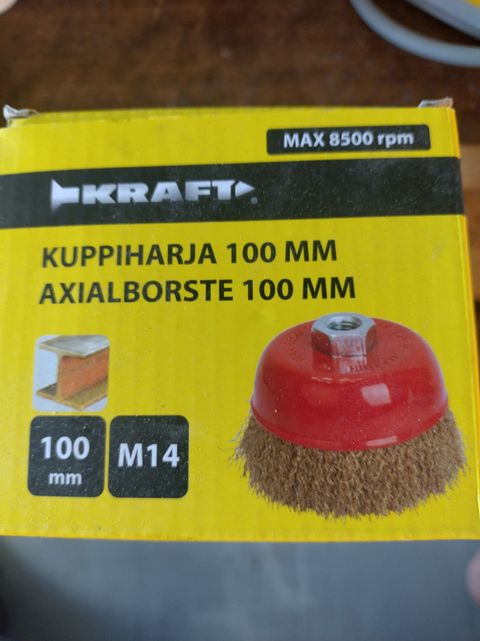 MAX 8500 rpm
KRAFT®
KUPPIHARJA 100 MM
AXIALBORSTE 100 MM
100
mm
M14